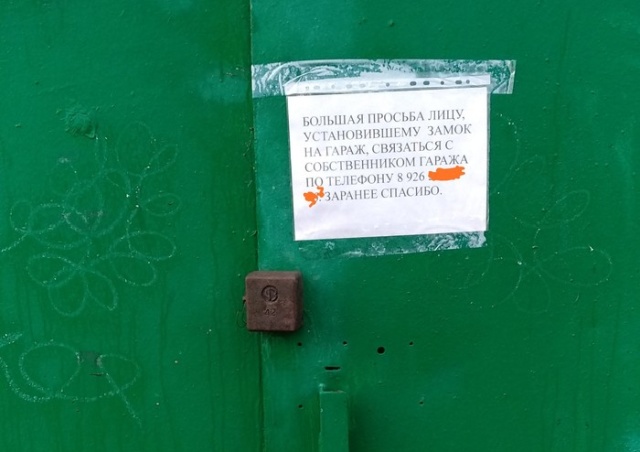 БОЛЬШАЯ ПРОСЬБА ЛИЦУ,
УСТАНОВИВШЕМУ ЗАМОК
НА ГАРАЖ, СВЯЗАТЬСЯ С
СОБСТВЕННИКОМ ГАРАЖА
ПО ТЕЛЕФОНУ 8 926
ЗАРАНЕЕ СПАСИБО.